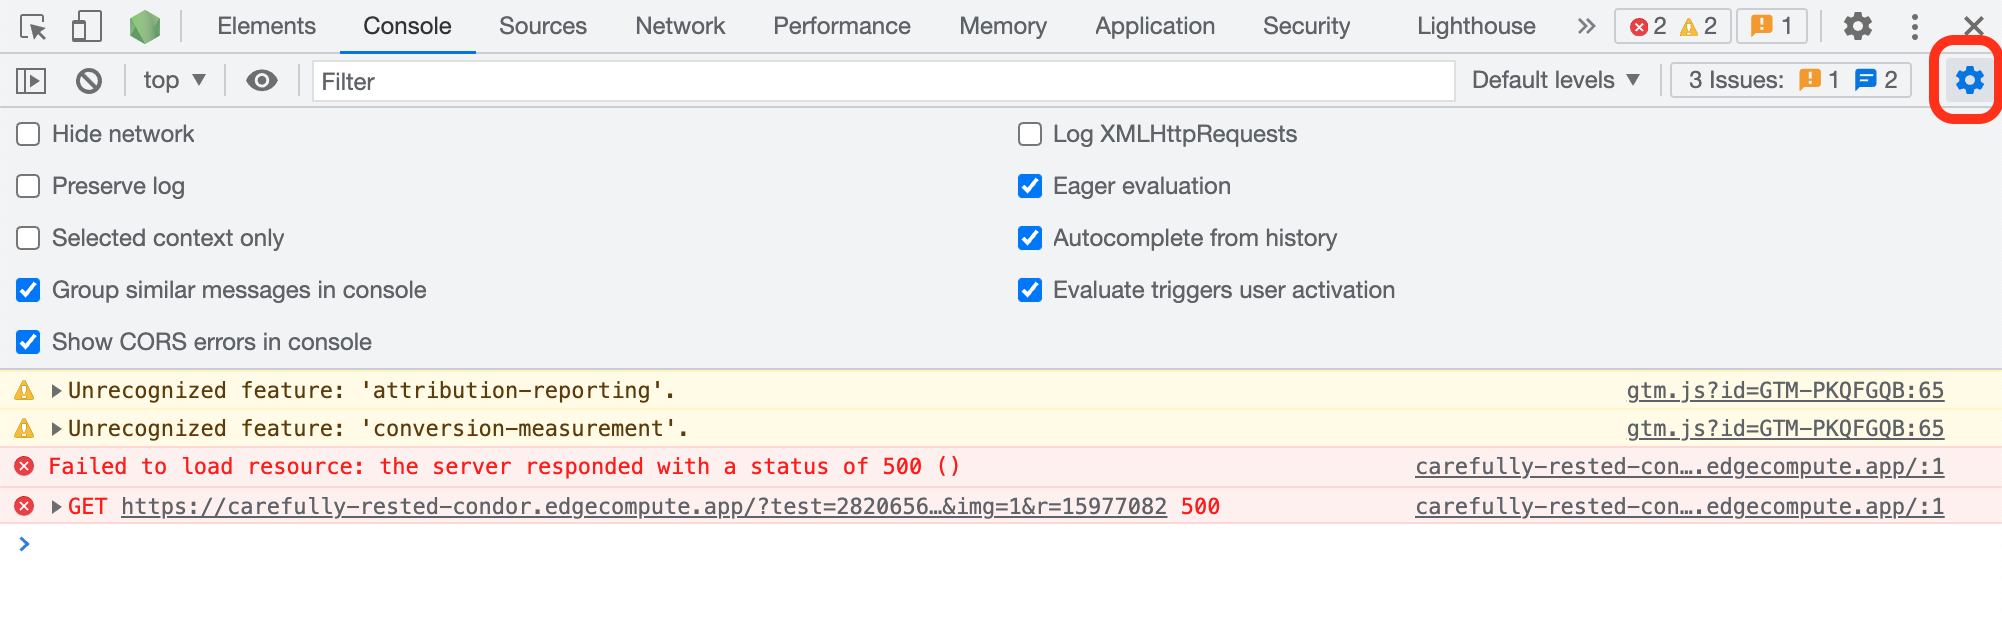 Elements Console Sources Network Performance Memory Application Security Lighthouse » 2 2 1
top Filter Default levels 3 Issues: 1 2
Hide network Log XMLHttpRequests
Preserve log Eager evaluation
Selected context only Autocomplete from history
Group similar messages in console Evaluate triggers user activation
Show CORS errors in console
Unrecognized feature: 'attribution-reporting'. gtm.js?id=GTM-PKQFGQB:65
Unrecognized feature: 'conversion-measurement'. gtm.js?id=GTM-PKQFGQB:65
Failed to load resource: the server responded with a status of 500 () carefully-rested-con….edgecompute.app/:1
GET https://carefully-rested-condor.edgecompute.app/?test=2820656…&img=1&r=15977082 500 carefully-rested-con….edgecompute.app/:1